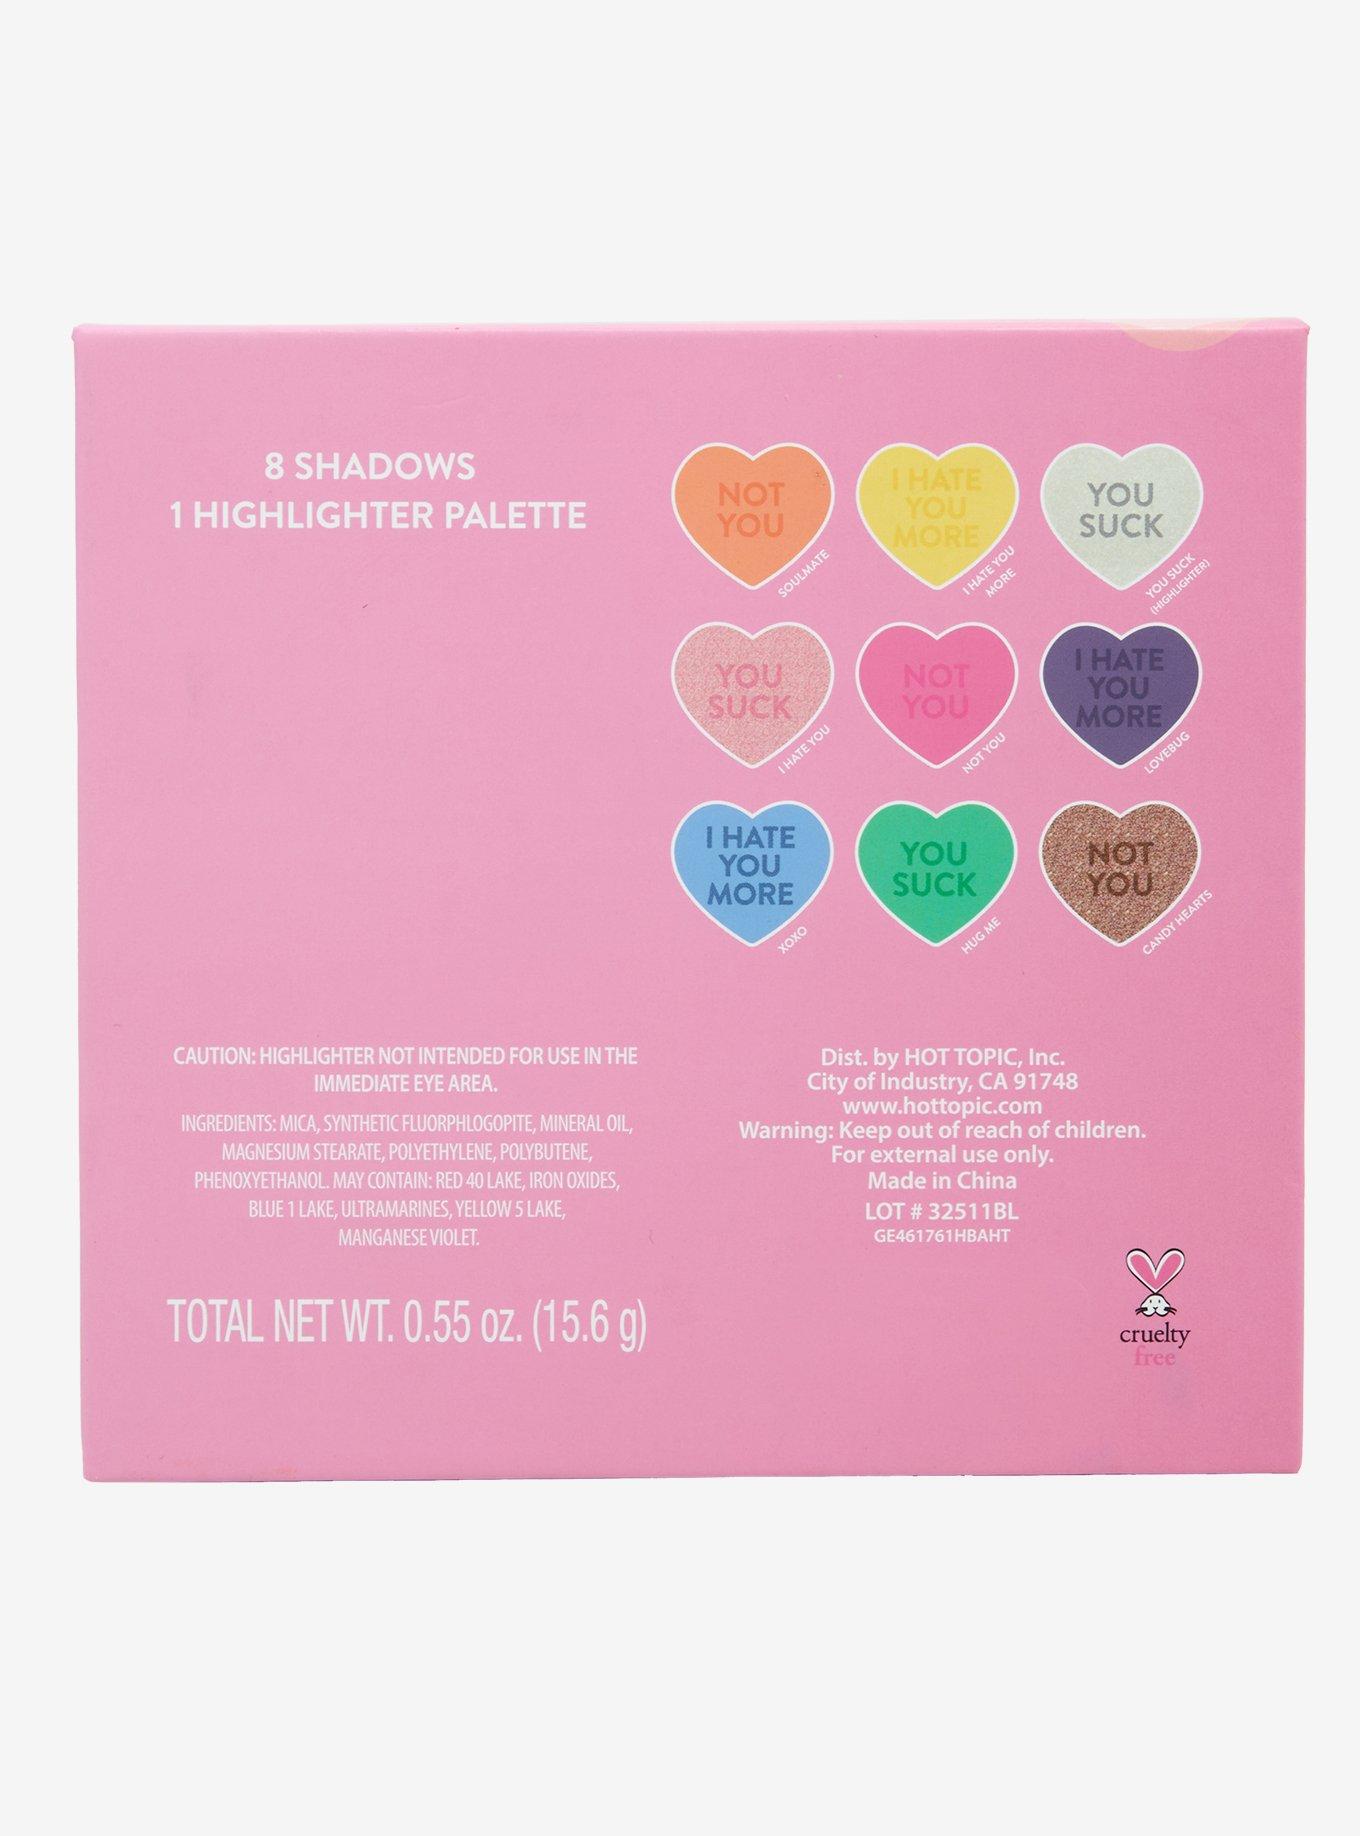 8 SHADOWS
1 HIGHLIGHTER PALETTE
NOT
YOU
SOULMATE
I HATE
YOU
MORE
I HATE YOU
MORE
YOU
SUCK
YOU SUCK
(HIGHLIGHTER)
YOU
SUCK
I HATE YOU
NOT
YOU
NOT YOU
I HATE
YOU
MORE
LOVEBUG
I HATE
YOU
MORE
XOXO
YOU
SUCK
HUG ME
NOT
YOU
CANDY HEARTS
CAUTION: HIGHLIGHTER NOT INTENDED FOR USE IN THE
IMMEDIATE EYE AREA.
INGREDIENTS: MICA, SYNTHETIC FLUORPHLOGOPITE, MINERAL OIL,
MAGNESIUM STEARATE, POLYETHYLENE, POLYBUTENE,
PHENOXYETHANOL. MAY CONTAIN: RED 40 LAKE, IRON OXIDES,
BLUE 1 LAKE, ULTRAMARINES, YELLOW 5 LAKE,
MANGANESE VIOLET.
TOTAL NET WT. 0.55 oz. (15.6 g)
Dist. by HOT TOPIC, Inc.
City of Industry, CA 91748
www.hottopic.com
Warning: Keep out of reach of children.
For external use only.
Made in China
LOT # 32511BL
GE461761HBAHT
cruelty
free